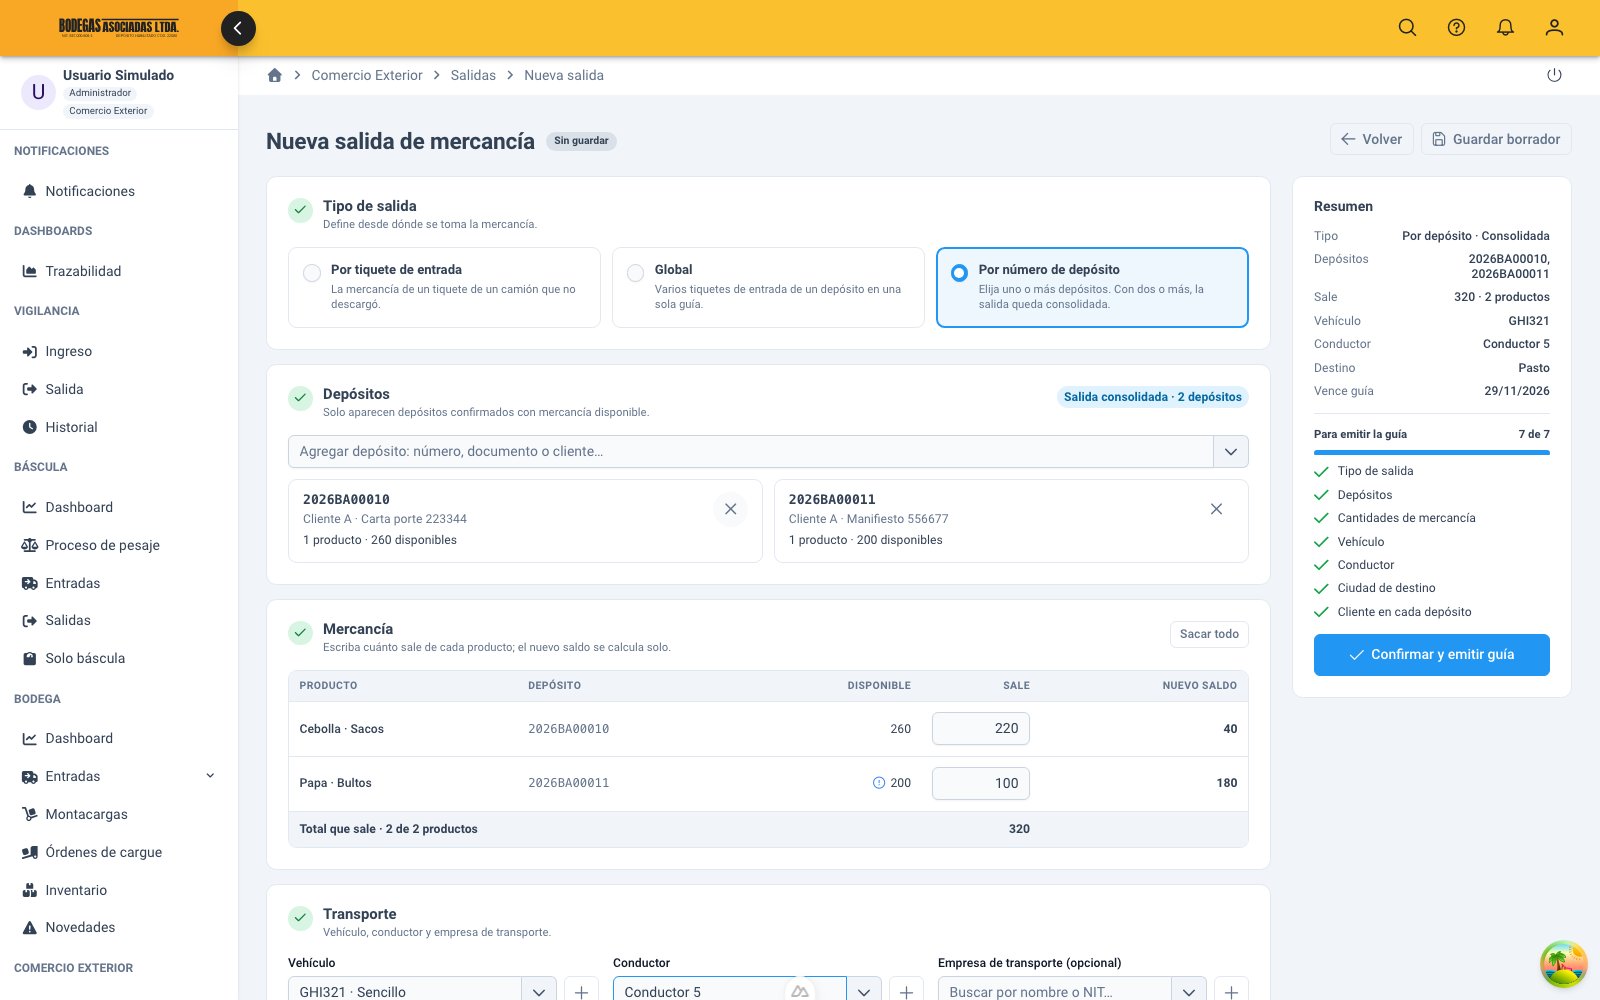 BODEGAS ASOCIADAS LTDA.
Usuario Simulado
U
Administrador
Comercio Exterior
NOTIFICACIONES
Notificaciones
DASHBOARDS
Trazabilidad
VIGILANCIA
Ingreso
Salida
Historial
BÁSCULA
Dashboard
Proceso de pesaje
Entradas
Salidas
Solo báscula
BODEGA
Dashboard
Entradas
Montacargas
Órdenes de cargue
Inventario
Novedades
COMERCIO EXTERIOR
Comercio Exterior
Salidas
Nueva salida
Nueva salida de mercancía
Sin guardar
Volver
Guardar borrador
Tipo de salida
Define desde dónde se toma la mercancía.
Por tiquete de entrada
La mercancía de un tiquete de un camión que no
descargó.
Global
Varios tiquetes de entrada de un depósito en una
sola guía.
Por número de depósito
Elija uno o más depósitos. Con dos o más, la
salida queda consolidada.
Depósitos
Solo aparecen depósitos confirmados con mercancía disponible.
Salida consolidada · 2 depósitos
Agregar depósito: número, documento o cliente…
2026BA00010
Cliente A · Carta porte 223344
1 producto · 260 disponibles
2026BA00011
Cliente A · Manifiesto 556677
1 producto · 200 disponibles
Mercancía
Escriba cuánto sale de cada producto; el nuevo saldo se calcula solo.
Sacar todo
PRODUCTO DEPÓSITO DISPONIBLE SALE NUEVO SALDO
Cebolla · Sacos 2026BA00010 260 220 40
Papa · Bultos 2026BA00011 200 100 180
Total que sale · 2 de 2 productos 320
Transporte
Vehículo, conductor y empresa de transporte.
Vehículo
GHI321 · Sencillo
Conductor
Conductor 5
Empresa de transporte (opcional)
Buscar por nombre o NIT…
Resumen
Tipo Por depósito · Consolidada
Depósitos 2026BA00010,
2026BA00011
Sale 320 · 2 productos
Vehículo GHI321
Conductor Conductor 5
Destino Pasto
Vence guía 29/11/2026
Para emitir la guía 7 de 7
Tipo de salida
Depósitos
Cantidades de mercancía
Vehículo
Conductor
Ciudad de destino
Cliente en cada depósito
Confirmar y emitir guía